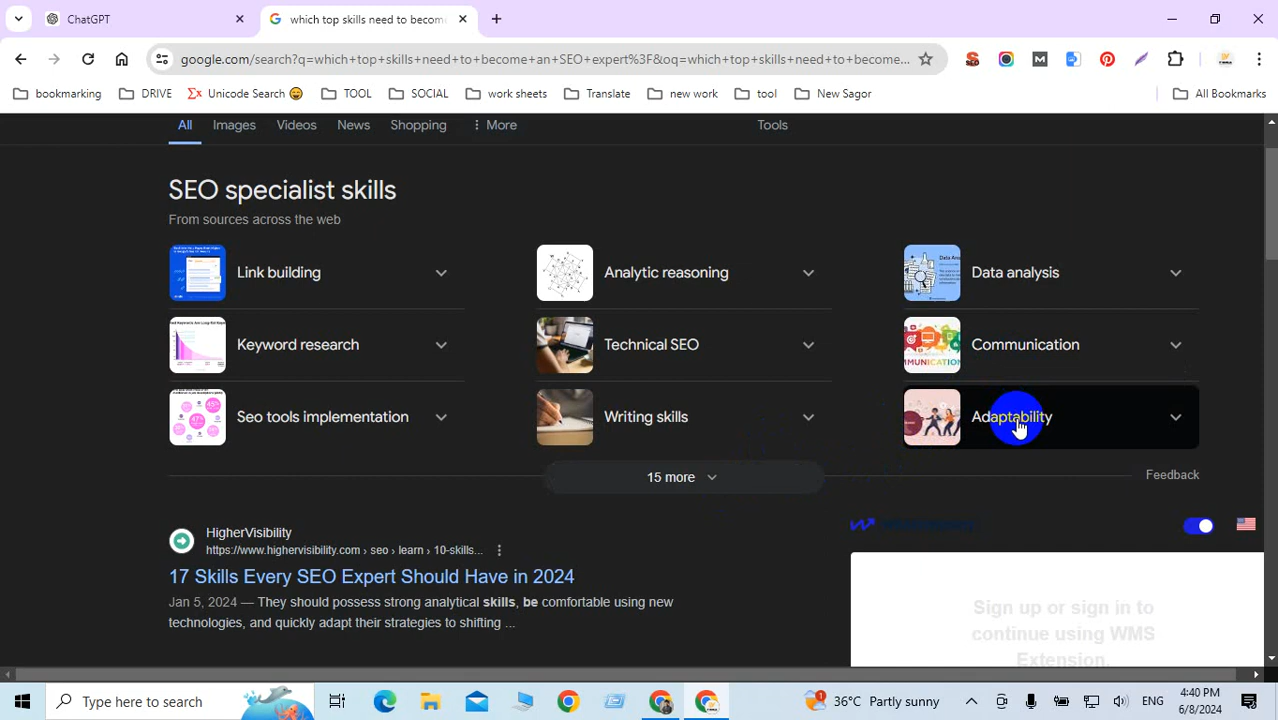 ChatGPT
which top skills need to becom
google.com/search?q=which+top+skills+need+to+become+an+SEO+expert%3F&oq=which+top+skills+need+to+become...
bookmarking DRIVE Unicode Search TOOL SOCIAL work sheets Translate new work tool New Sagor All Bookmarks
All Images Videos News Shopping More Tools
SEO specialist skills
From sources across the web
Link building Analytic reasoning Data analysis
Keyword research Technical SEO Communication
Seo tools implementation Writing skills Adaptability
15 more
Feedback
HigherVisibility
https://www.highervisibility.com › seo › learn › 10-skills...
17 Skills Every SEO Expert Should Have in 2024
Jan 5, 2024 — They should possess strong analytical skills, be comfortable using new
technologies, and quickly adapt their strategies to shifting ...
Sign up or sign in to
continue using WMS
Extension.
Type here to search
36°C Partly sunny
ENG
4:40 PM
6/8/2024